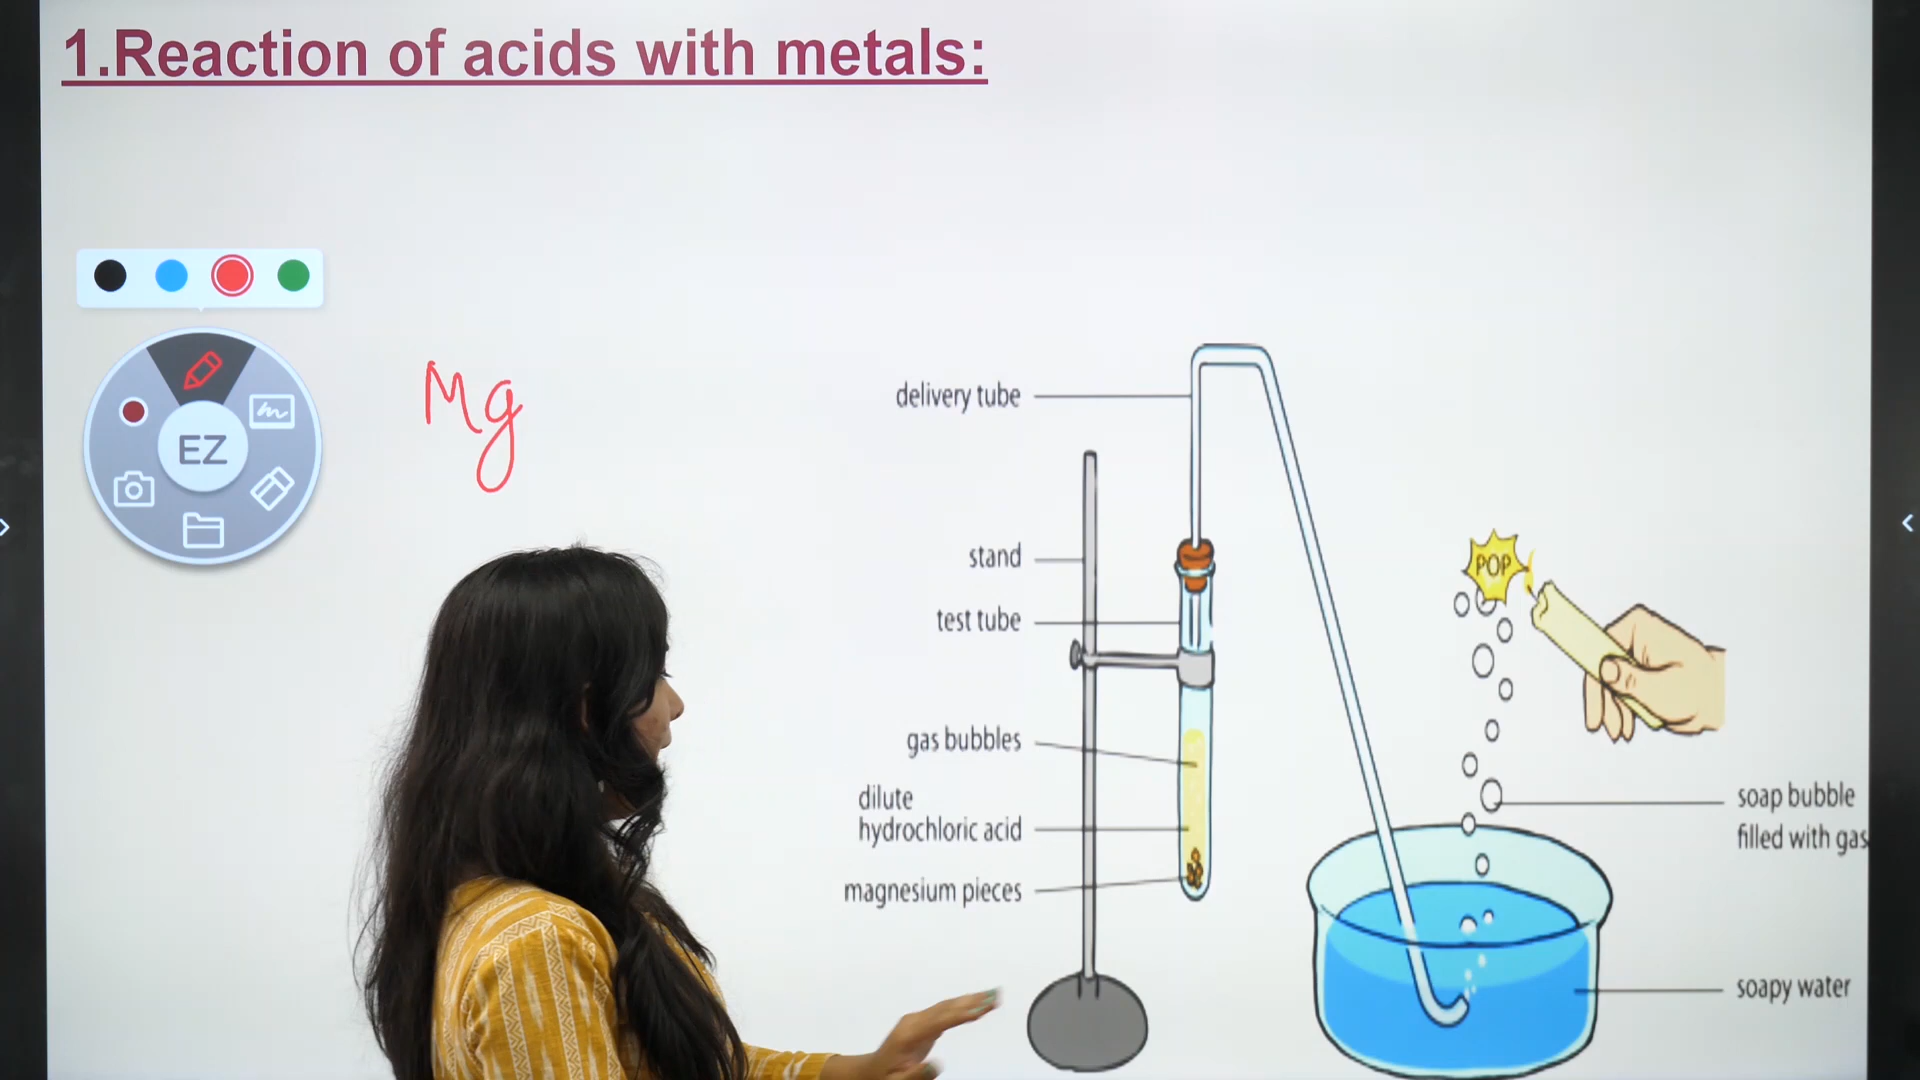 1.Reaction of acids with metals:
EZ
Mg
delivery tube
stand
test tube
gas bubbles
dilute
hydrochloric acid
magnesium pieces
POP
soap bubble
filled with gas
soapy water